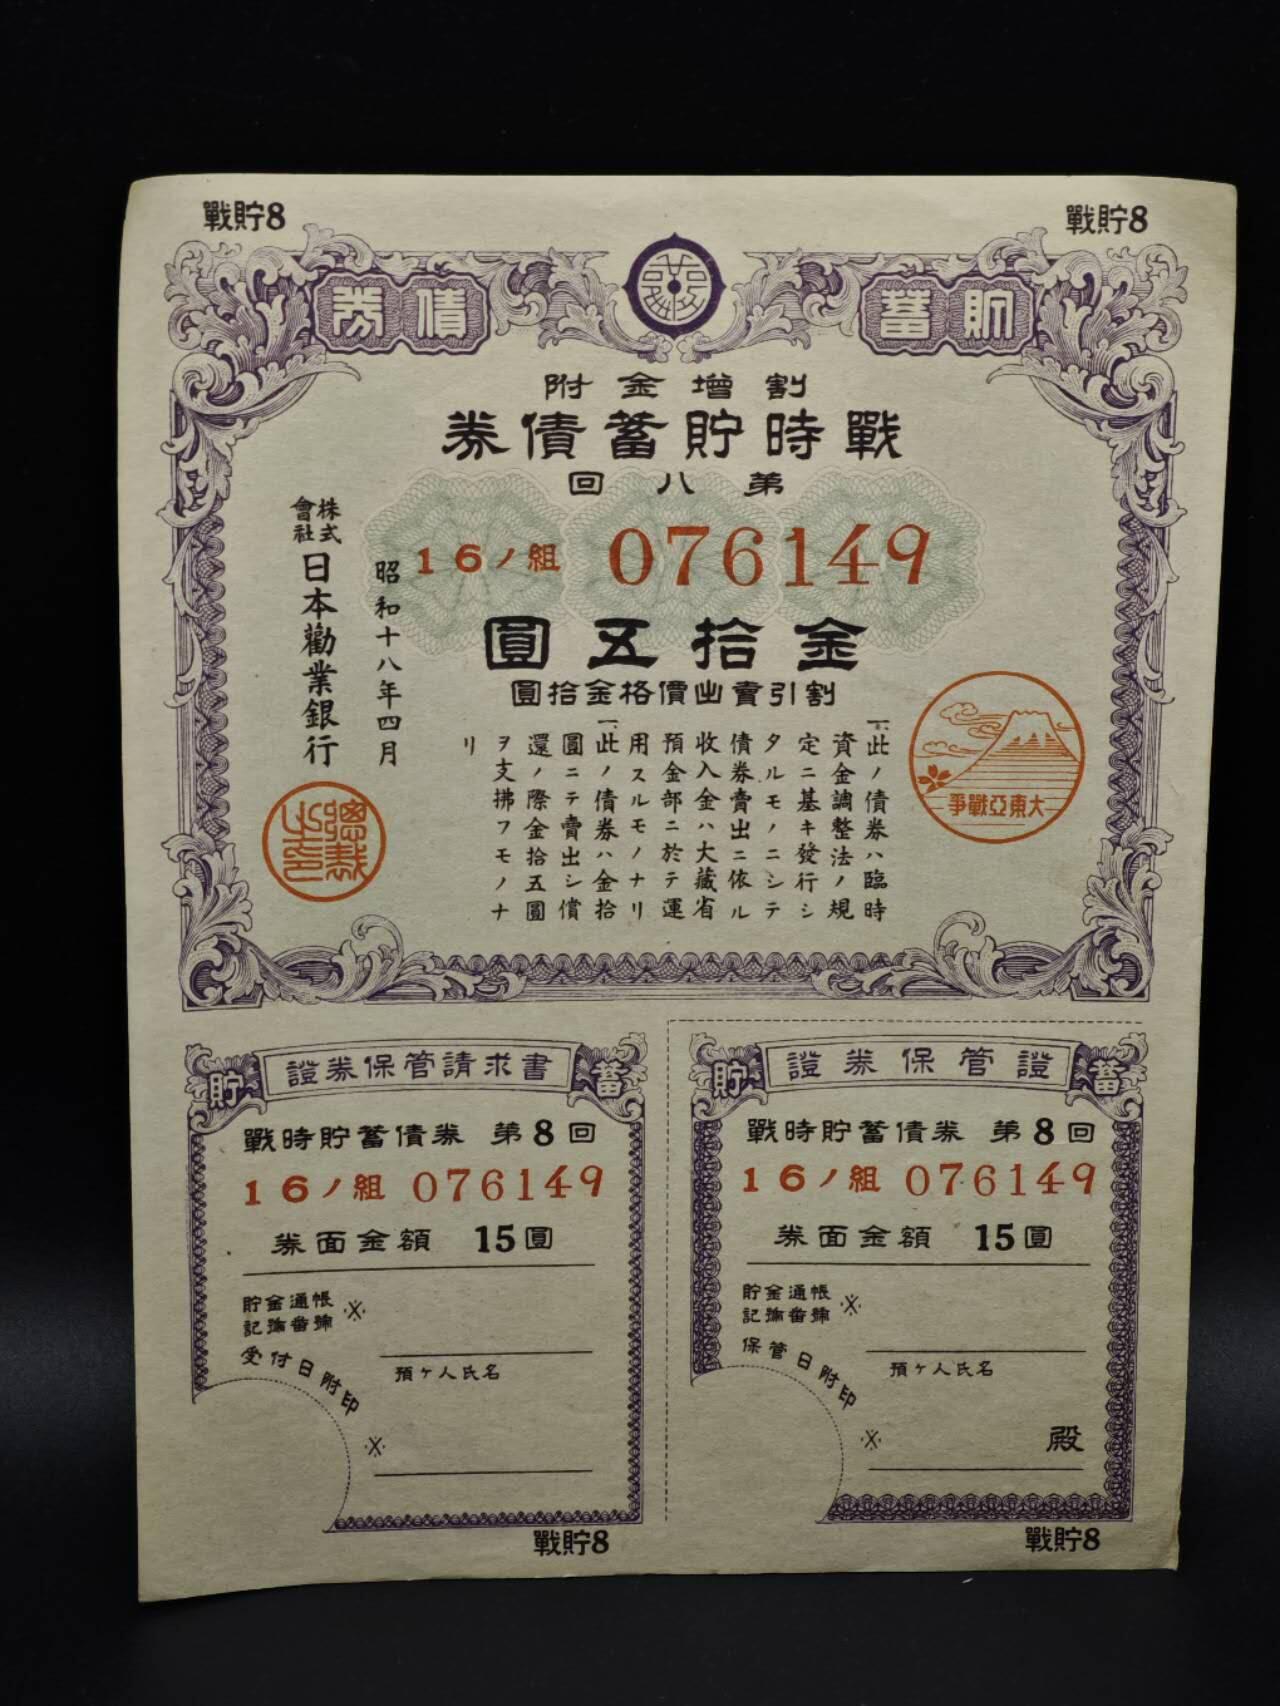 戰貯8
戰貯8
貯蓄
債券
割增金附
戰時貯蓄債券
第八回
16ノ組 076149
金拾五圓
割引賣出價格金拾圓
大東亞戰爭
一、此ノ債券ハ臨時
資金調整法ノ規
定ニ基キ發行シ
タルモノニシテ
債券賣出ニ依ル
收入金ハ大藏省
預金部ニ於テ運
用スルモノナリ
一、此ノ債券ハ金拾
圓ニテ賣出シ償
還ノ際金拾五圓
ヲ支拂フモノナ
リ
昭和十八年四月
株式會社日本勸業銀行
總裁之印
貯蓄
證券保管請求書
戰時貯蓄債券 第8回
16ノ組 076149
券面金額 15圓
貯金通帳
記號番號 ※
受付日附印
預ケ人氏名
※
戰貯8
貯蓄
證券保管證
戰時貯蓄債券 第8回
16ノ組 076149
券面金額 15圓
貯金通帳
記號番號 ※
保管日附印
預ケ人氏名
※
殿
戰貯8